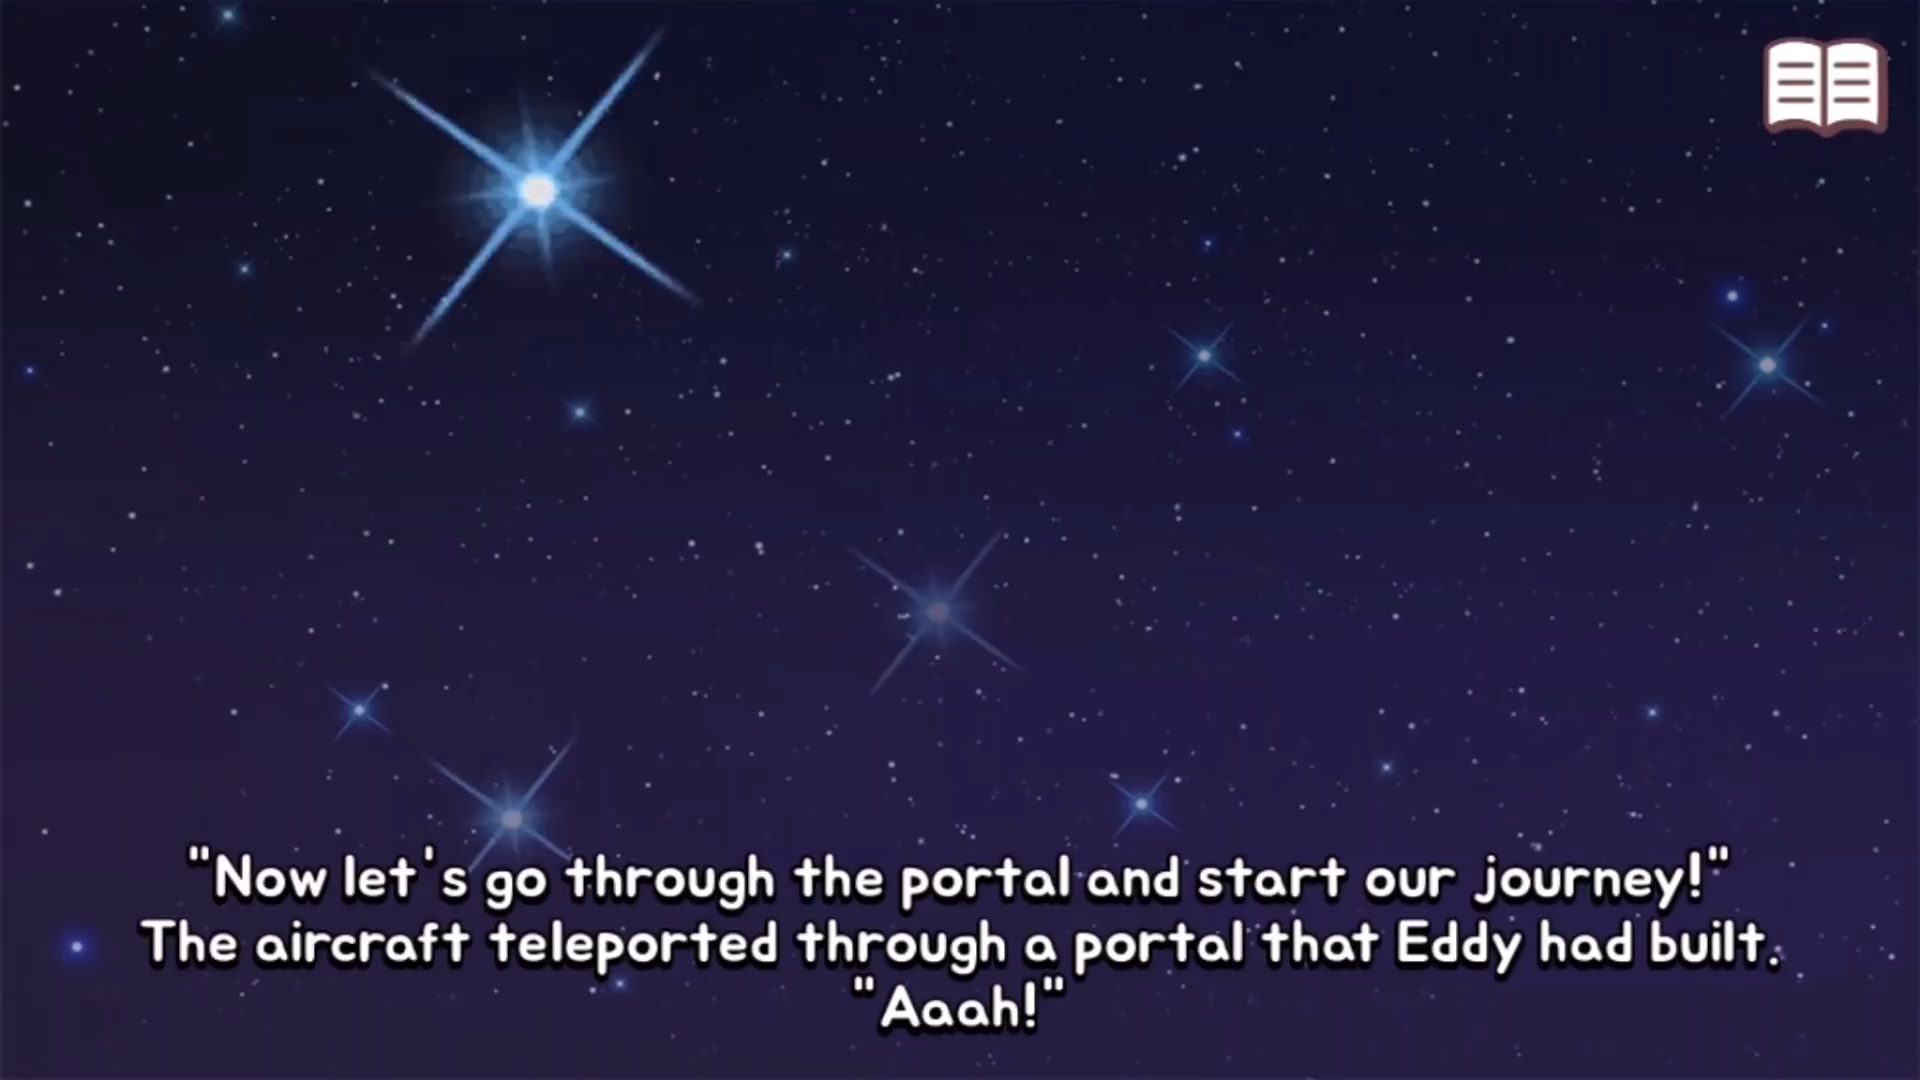 "Now let's go through the portal and start our journey!"
The aircraft teleported through a portal that Eddy had built.
"Aaah!"